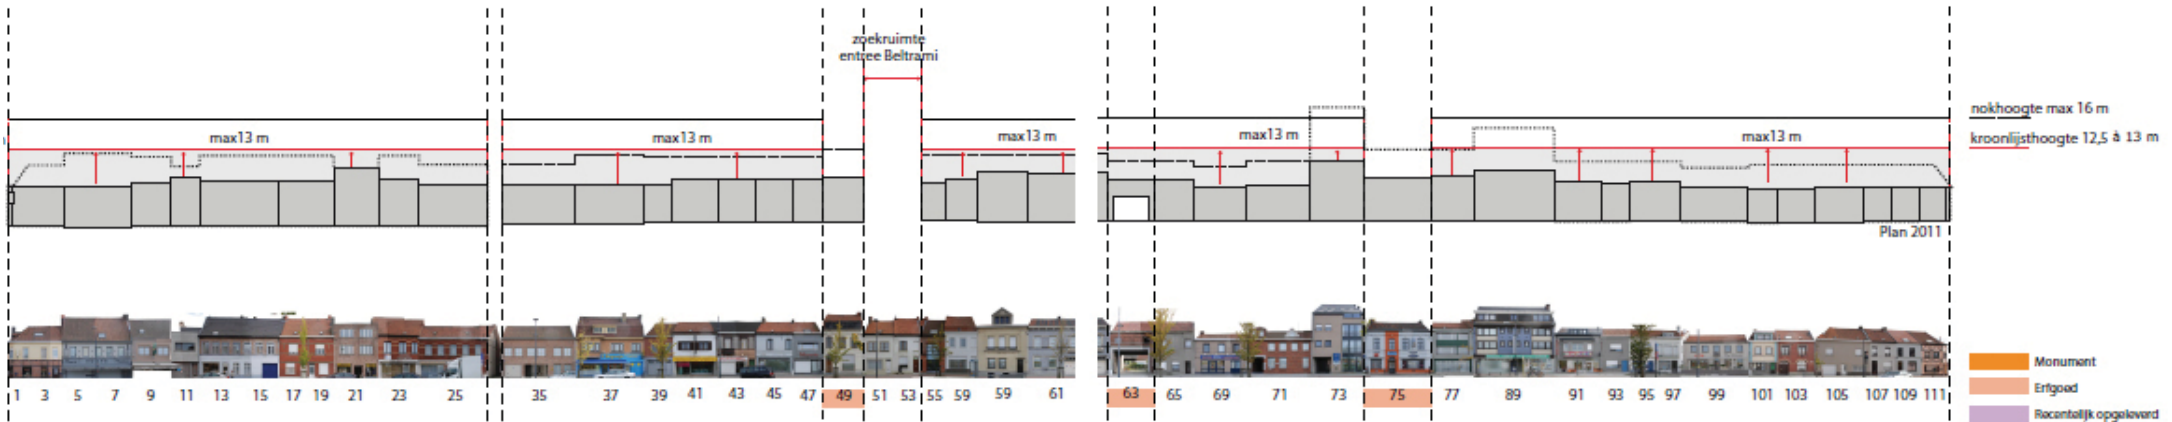 zoekruimte
entree Beltrami
max13 m
max13 m
max13 m
max13 m
max13 m
nokhoogte max 16 m
kroonlijsthoogte 12,5 à 13 m
Plan 2011
1 3 5 7 9 11 13 15 17 19 21 23 25 35 37 39 41 43 45 47 49 51 53 55 59 59 61 63 65 69 71 73 75 77 89 91 93 95 97 99 101 103 105 107 109 111
Monument
Erfgoed
Recentelijk opgeleverd